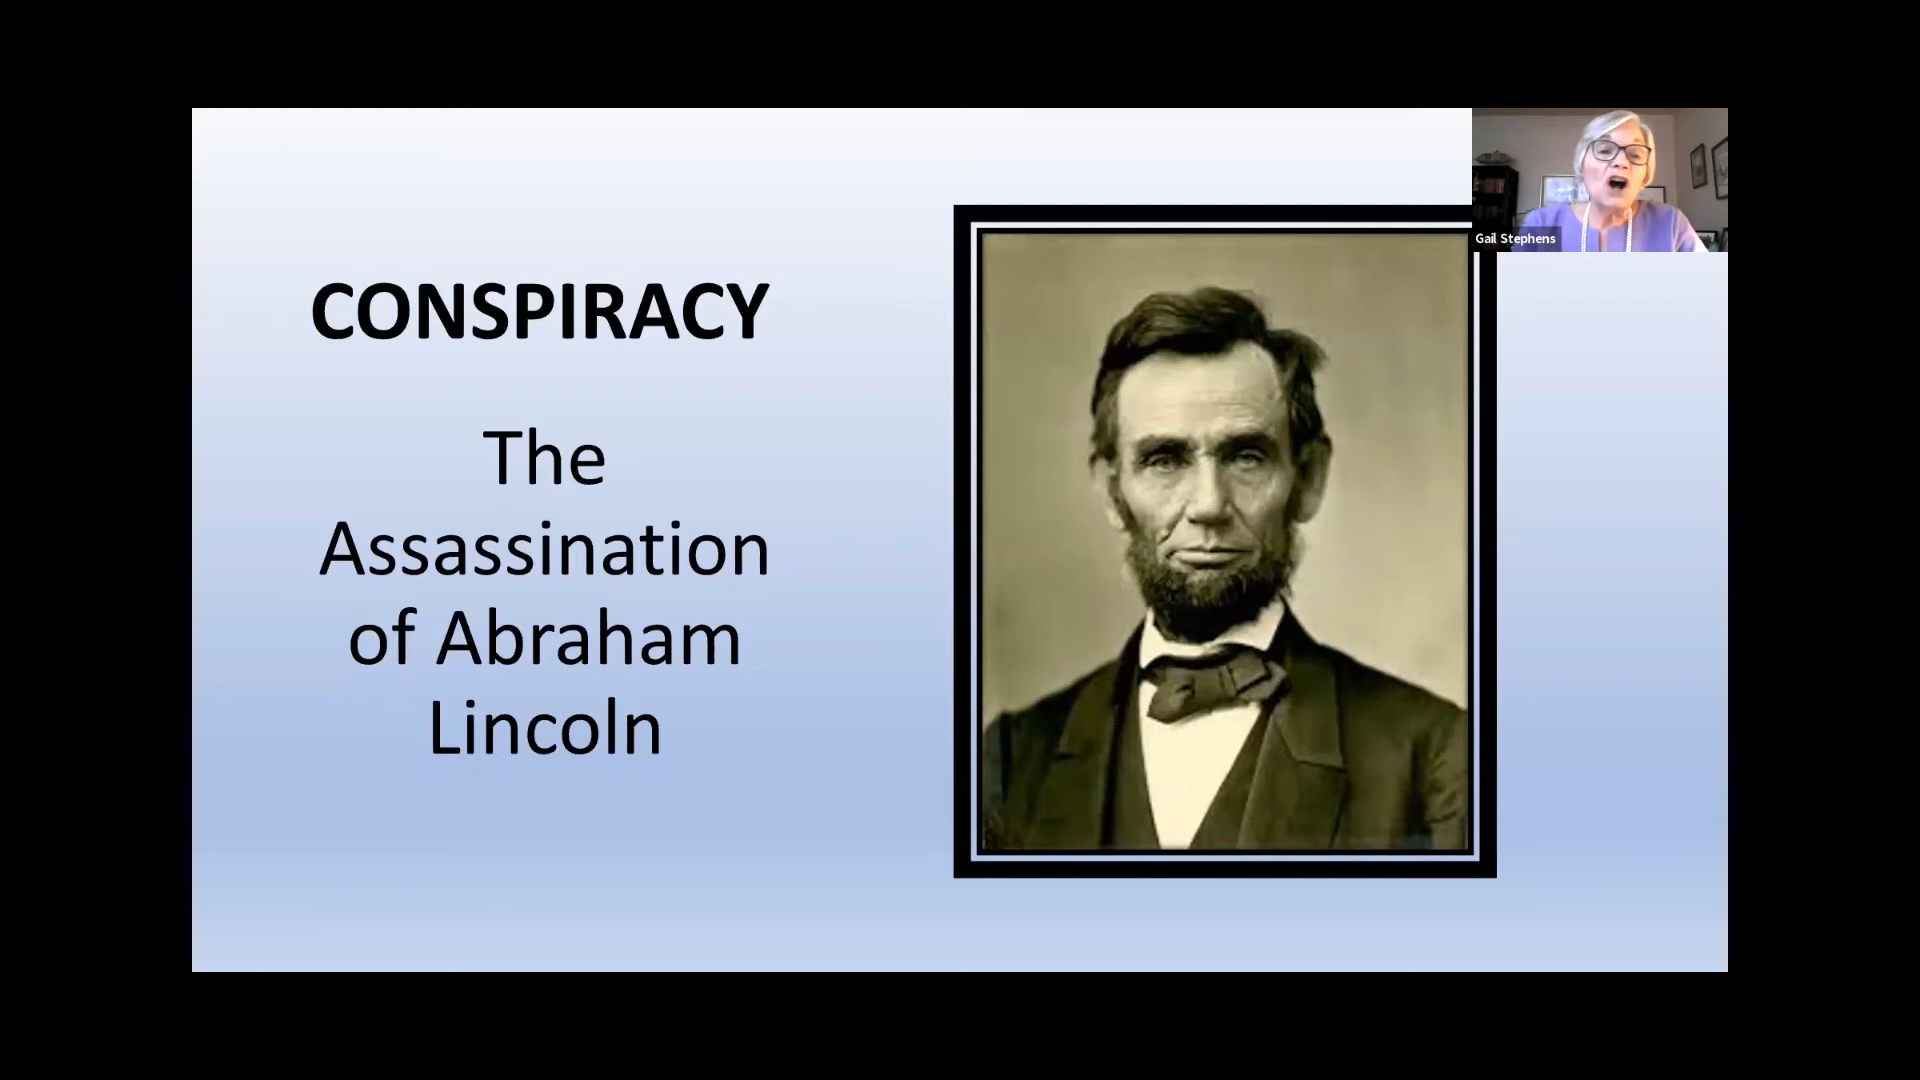 CONSPIRACY
The
Assassination
of Abraham
Lincoln
Gail Stephens